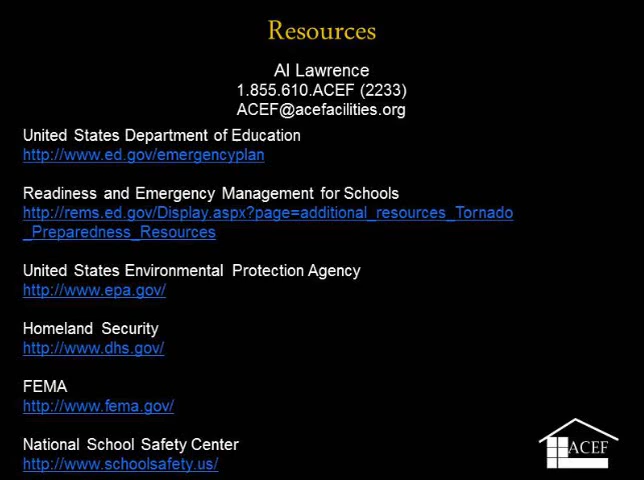 Resources
Al Lawrence
1.855.610.ACEF (2233)
ACEF@acefacilities.org
United States Department of Education
http://www.ed.gov/emergencyplan
Readiness and Emergency Management for Schools
http://rems.ed.gov/Display.aspx?page=additional_resources_Tornado
_Preparedness_Resources
United States Environmental Protection Agency
http://www.epa.gov/
Homeland Security
http://www.dhs.gov/
FEMA
http://www.fema.gov/
National School Safety Center
http://www.schoolsafety.us/
ACEF